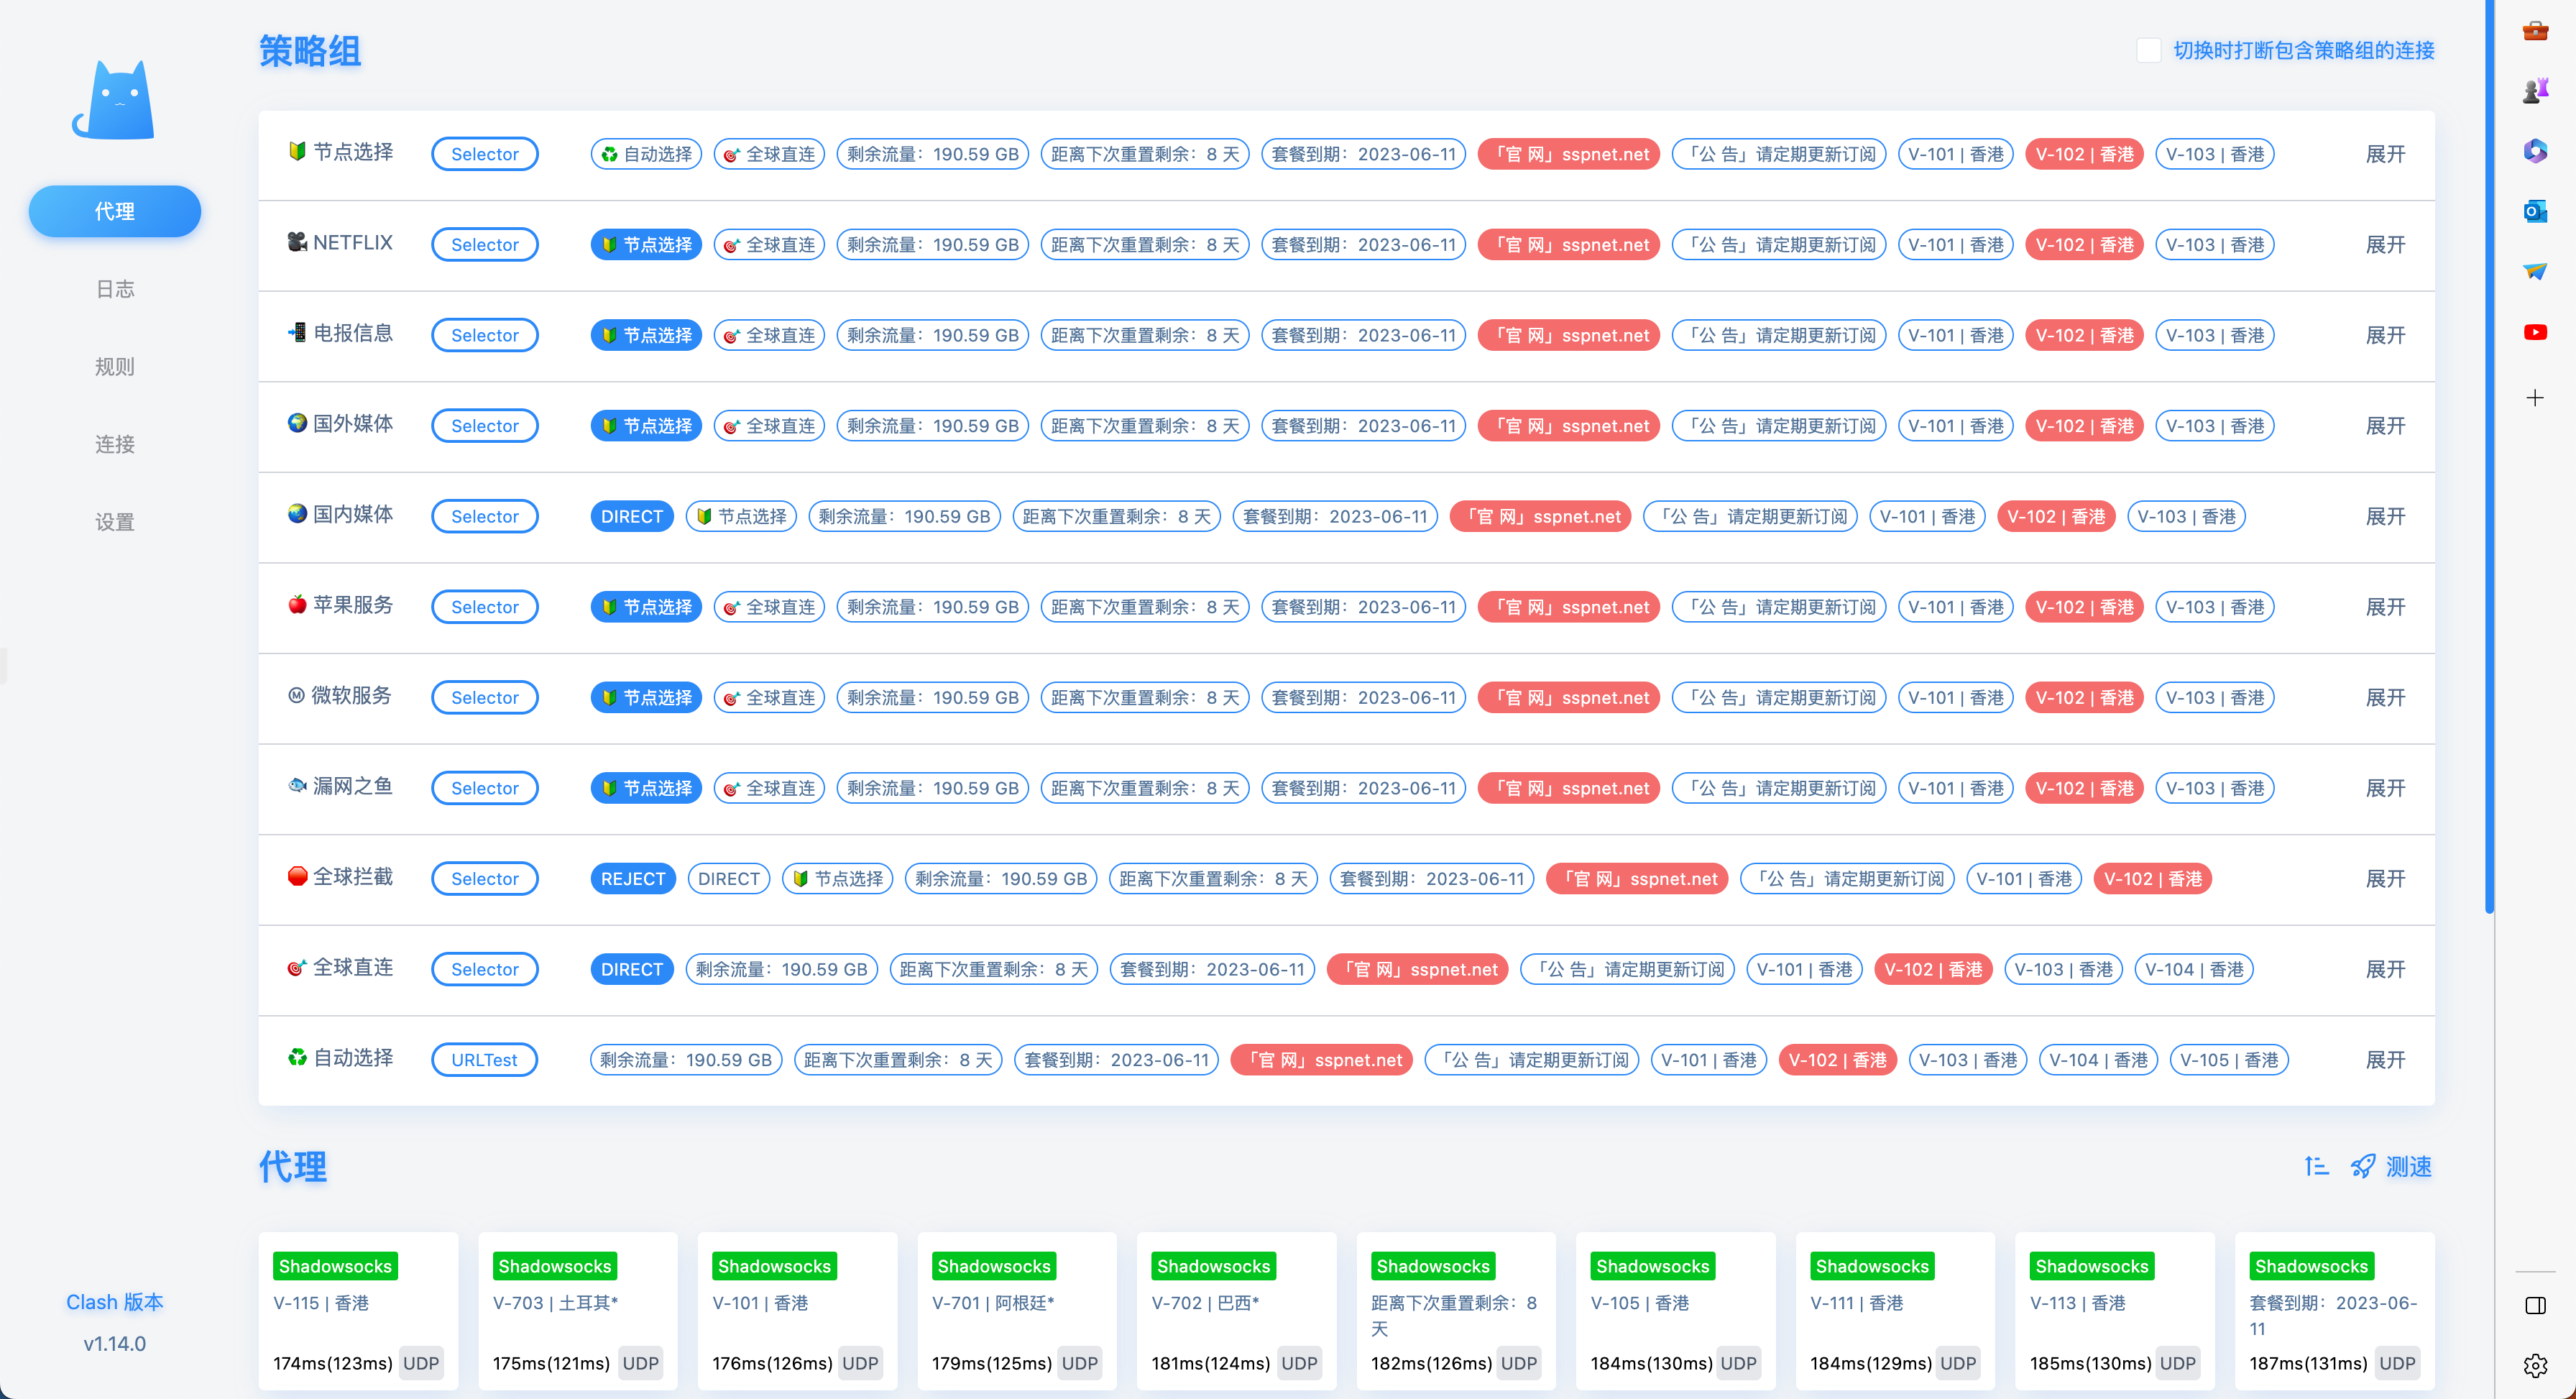 策略组
切换时打断包含策略组的连接
代理
日志
规则
连接
设置
节点选择 Selector 自动选择 全球直连 剩余流量：190.59 GB 距离下次重置剩余：8 天 套餐到期：2023-06-11 「官 网」sspnet.net 「公 告」请定期更新订阅 V-101 | 香港 V-102 | 香港 V-103 | 香港 展开
NETFLIX Selector 节点选择 全球直连 剩余流量：190.59 GB 距离下次重置剩余：8 天 套餐到期：2023-06-11 「官 网」sspnet.net 「公 告」请定期更新订阅 V-101 | 香港 V-102 | 香港 V-103 | 香港 展开
电报信息 Selector 节点选择 全球直连 剩余流量：190.59 GB 距离下次重置剩余：8 天 套餐到期：2023-06-11 「官 网」sspnet.net 「公 告」请定期更新订阅 V-101 | 香港 V-102 | 香港 V-103 | 香港 展开
国外媒体 Selector 节点选择 全球直连 剩余流量：190.59 GB 距离下次重置剩余：8 天 套餐到期：2023-06-11 「官 网」sspnet.net 「公 告」请定期更新订阅 V-101 | 香港 V-102 | 香港 V-103 | 香港 展开
国内媒体 Selector DIRECT 节点选择 剩余流量：190.59 GB 距离下次重置剩余：8 天 套餐到期：2023-06-11 「官 网」sspnet.net 「公 告」请定期更新订阅 V-101 | 香港 V-102 | 香港 V-103 | 香港 展开
苹果服务 Selector 节点选择 全球直连 剩余流量：190.59 GB 距离下次重置剩余：8 天 套餐到期：2023-06-11 「官 网」sspnet.net 「公 告」请定期更新订阅 V-101 | 香港 V-102 | 香港 V-103 | 香港 展开
Ⓜ 微软服务 Selector 节点选择 全球直连 剩余流量：190.59 GB 距离下次重置剩余：8 天 套餐到期：2023-06-11 「官 网」sspnet.net 「公 告」请定期更新订阅 V-101 | 香港 V-102 | 香港 V-103 | 香港 展开
漏网之鱼 Selector 节点选择 全球直连 剩余流量：190.59 GB 距离下次重置剩余：8 天 套餐到期：2023-06-11 「官 网」sspnet.net 「公 告」请定期更新订阅 V-101 | 香港 V-102 | 香港 V-103 | 香港 展开
全球拦截 Selector REJECT DIRECT 节点选择 剩余流量：190.59 GB 距离下次重置剩余：8 天 套餐到期：2023-06-11 「官 网」sspnet.net 「公 告」请定期更新订阅 V-101 | 香港 V-102 | 香港 展开
全球直连 Selector DIRECT 剩余流量：190.59 GB 距离下次重置剩余：8 天 套餐到期：2023-06-11 「官 网」sspnet.net 「公 告」请定期更新订阅 V-101 | 香港 V-102 | 香港 V-103 | 香港 V-104 | 香港 展开
自动选择 URLTest 剩余流量：190.59 GB 距离下次重置剩余：8 天 套餐到期：2023-06-11 「官 网」sspnet.net 「公 告」请定期更新订阅 V-101 | 香港 V-102 | 香港 V-103 | 香港 V-104 | 香港 V-105 | 香港 展开
代理
测速
Shadowsocks
V-115 | 香港
174ms(123ms) UDP
Shadowsocks
V-703 | 土耳其*
175ms(121ms) UDP
Shadowsocks
V-101 | 香港
176ms(126ms) UDP
Shadowsocks
V-701 | 阿根廷*
179ms(125ms) UDP
Shadowsocks
V-702 | 巴西*
181ms(124ms) UDP
Shadowsocks
距离下次重置剩余：8
天
182ms(126ms) UDP
Shadowsocks
V-105 | 香港
184ms(130ms) UDP
Shadowsocks
V-111 | 香港
184ms(129ms) UDP
Shadowsocks
V-113 | 香港
185ms(130ms) UDP
Shadowsocks
套餐到期：2023-06-
11
187ms(131ms) UDP
Clash 版本
v1.14.0